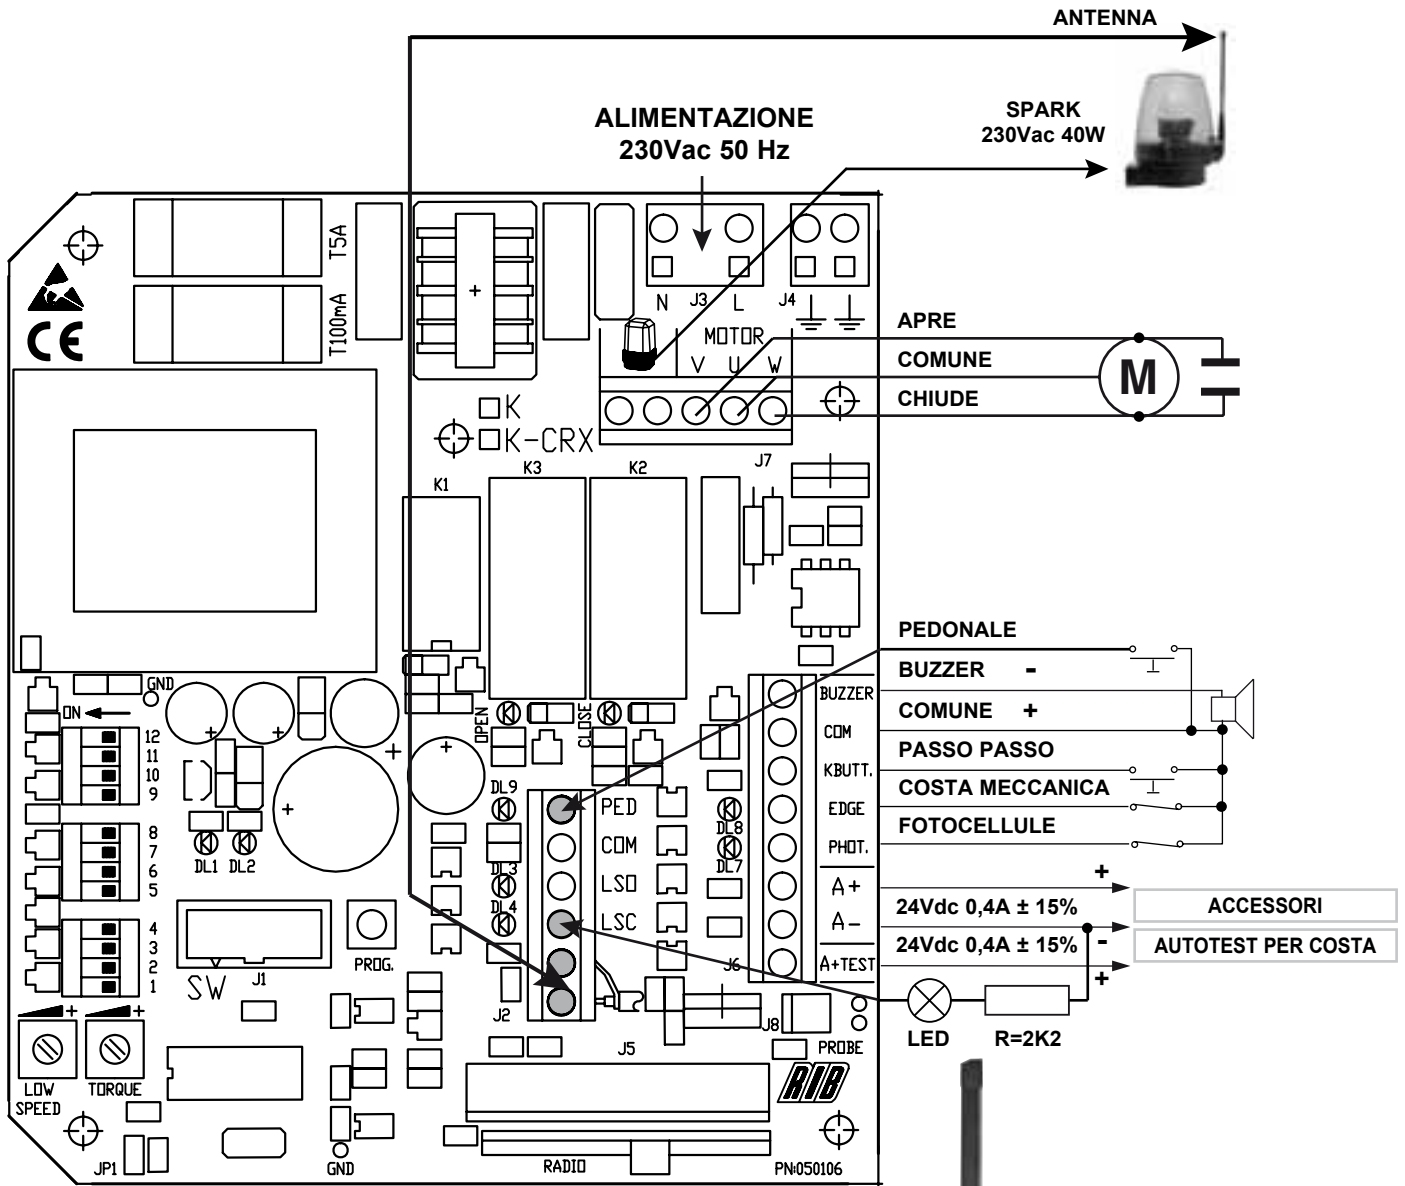 ANTENNA
SPARK
230Vac 40W
ALIMENTAZIONE
230Vac 50 Hz
T5A
T100mA
CE
N J3 L J4
MOTOR
V U W
APRE
COMUNE
CHIUDE
M
K
K-CRX
J7
K1
K3
K2
PEDONALE
BUZZER -
COMUNE +
PASSO PASSO
COSTA MECCANICA
FOTOCELLULE
GND
ON
12
11
10
9
8
7
6
5
4
3
2
1
OPEN
CLOSE
BUZZER
COM
KBUTT.
EDGE
PHOT.
A+
A-
A+TEST
DL9
DL3
DL4
DL8
DL7
DL1 DL2
PED
COM
LSO
LSC
+
24Vdc 0,4A ± 15%
ACCESSORI
24Vdc 0,4A ± 15% -
AUTOTEST PER COSTA
+
LED
R=2K2
SW
J1
PROG.
J2
J6
J5
J8
PROBE
RIB
LOW
SPEED
TORQUE
JP1
GND
RADIO
PN:050106